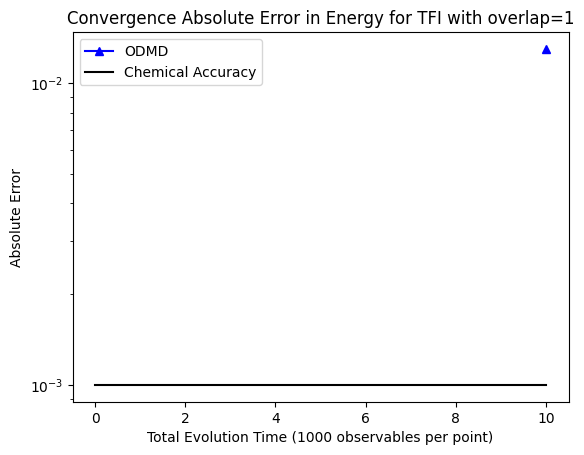 Convergence Absolute Error in Energy for TFI with overlap=1
ODMD
Chemical Accuracy
10⁻²
10⁻³
Absolute Error
0 2 4 6 8 10
Total Evolution Time (1000 observables per point)